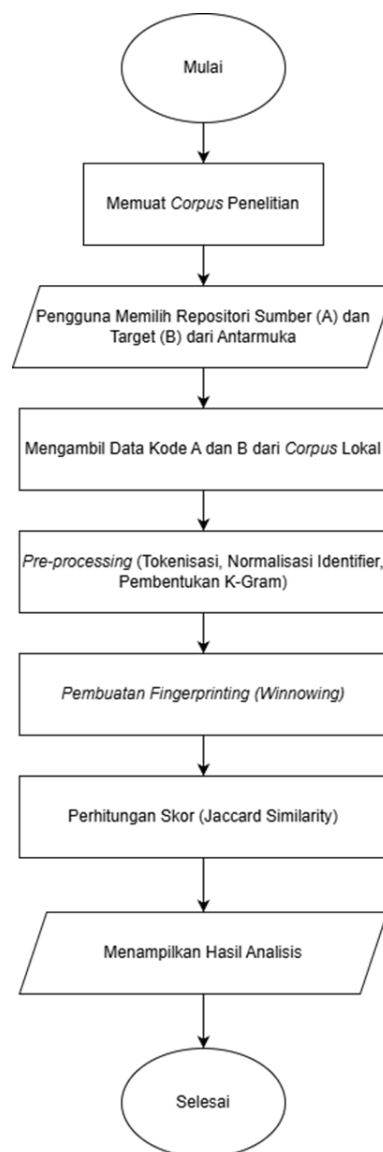 Mulai
Memuat Corpus Penelitian
Pengguna Memilih Repositori Sumber (A) dan
Target (B) dari Antarmuka
Mengambil Data Kode A dan B dari Corpus Lokal
Pre-processing (Tokenisasi, Normalisasi Identifier,
Pembentukan K-Gram)
Pembuatan Fingerprinting (Winnowing)
Perhitungan Skor (Jaccard Similarity)
Menampilkan Hasil Analisis
Selesai